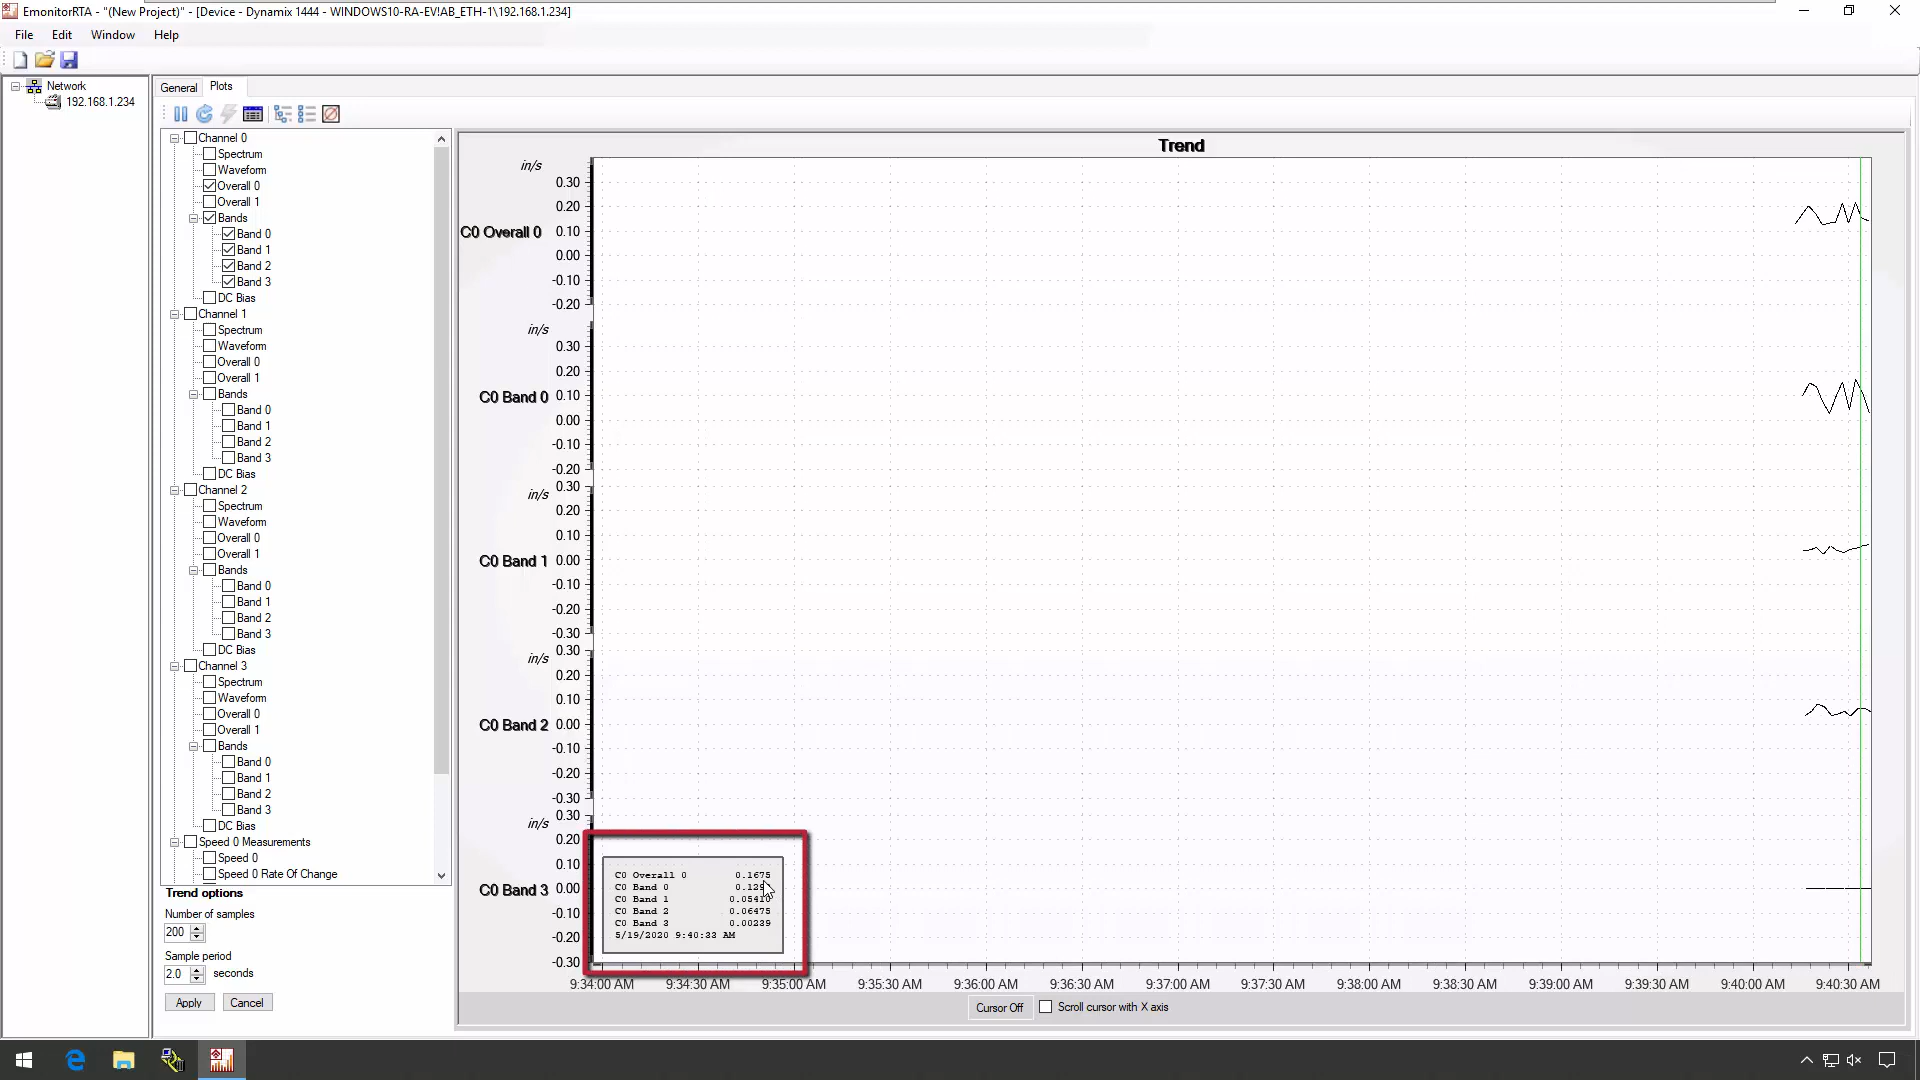 EmonitorRTA - "(New Project)" - [Device - Dynamix 1444 - WINDOWS10-RA-EV!AB_ETH-1\192.168.1.234]
File Edit Window Help
Network
192.168.1.234
General Plots
Channel 0
Spectrum
Waveform
Overall 0
Overall 1
Bands
Band 0
Band 1
Band 2
Band 3
DC Bias
Channel 1
Spectrum
Waveform
Overall 0
Overall 1
Bands
Band 0
Band 1
Band 2
Band 3
DC Bias
Channel 2
Spectrum
Waveform
Overall 0
Overall 1
Bands
Band 0
Band 1
Band 2
Band 3
DC Bias
Channel 3
Spectrum
Waveform
Overall 0
Overall 1
Bands
Band 0
Band 1
Band 2
Band 3
DC Bias
Speed 0 Measurements
Speed 0
Speed 0 Rate Of Change
Trend options
Number of samples
200
Sample period
2.0 seconds
Apply Cancel
Trend
in/s
0.30
0.20
0.10
C0 Overall 0
0.00
-0.10
-0.20
in/s
0.30
0.20
C0 Band 0 0.10
0.00
-0.10
-0.20
in/s 0.30
0.20
0.10
C0 Band 1 0.00
-0.10
-0.20
-0.30
in/s 0.30
0.20
0.10
C0 Band 2 0.00
-0.10
-0.20
-0.30
in/s 0.30
0.20
0.10
C0 Band 3 0.00
-0.10
-0.20
-0.30
C0 Overall 0 0.1675
C0 Band 0
C0 Band 1 0.05410
C0 Band 2 0.06475
C0 Band 3 0.00239
5/19/2020 9:40:33 AM
9:34:00 AM 9:34:30 AM 9:35:00 AM 9:35:30 AM 9:36:00 AM 9:36:30 AM 9:37:00 AM 9:37:30 AM 9:38:00 AM 9:38:30 AM 9:39:00 AM 9:39:30 AM 9:40:00 AM 9:40:30 AM
Cursor Off Scroll cursor with X axis